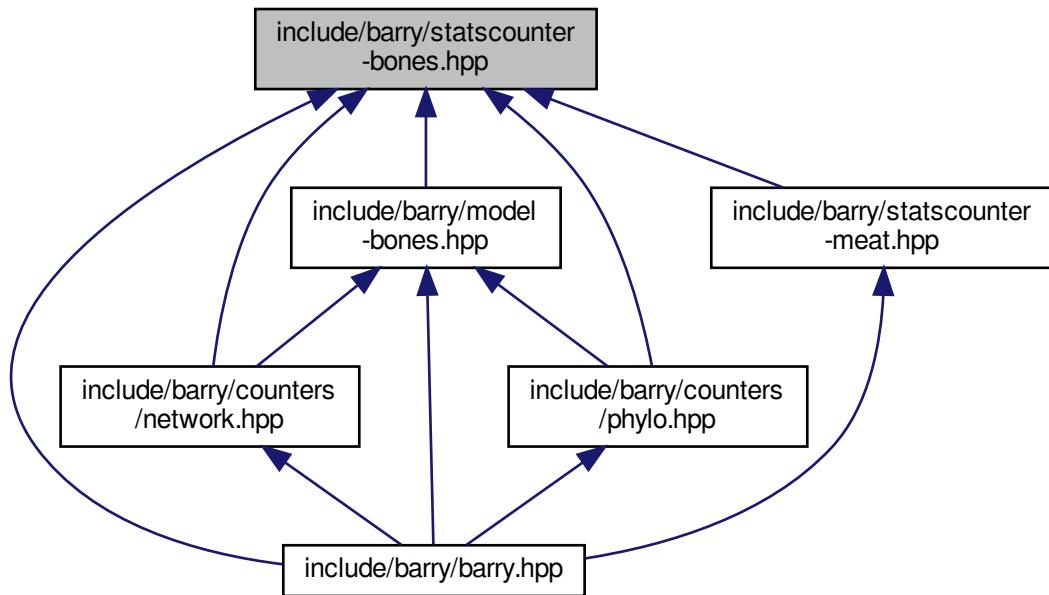 include/barry/statscounter
-bones.hpp
include/barry/model
-bones.hpp
include/barry/statscounter
-meat.hpp
include/barry/counters
/network.hpp
include/barry/counters
/phylo.hpp
include/barry/barry.hpp